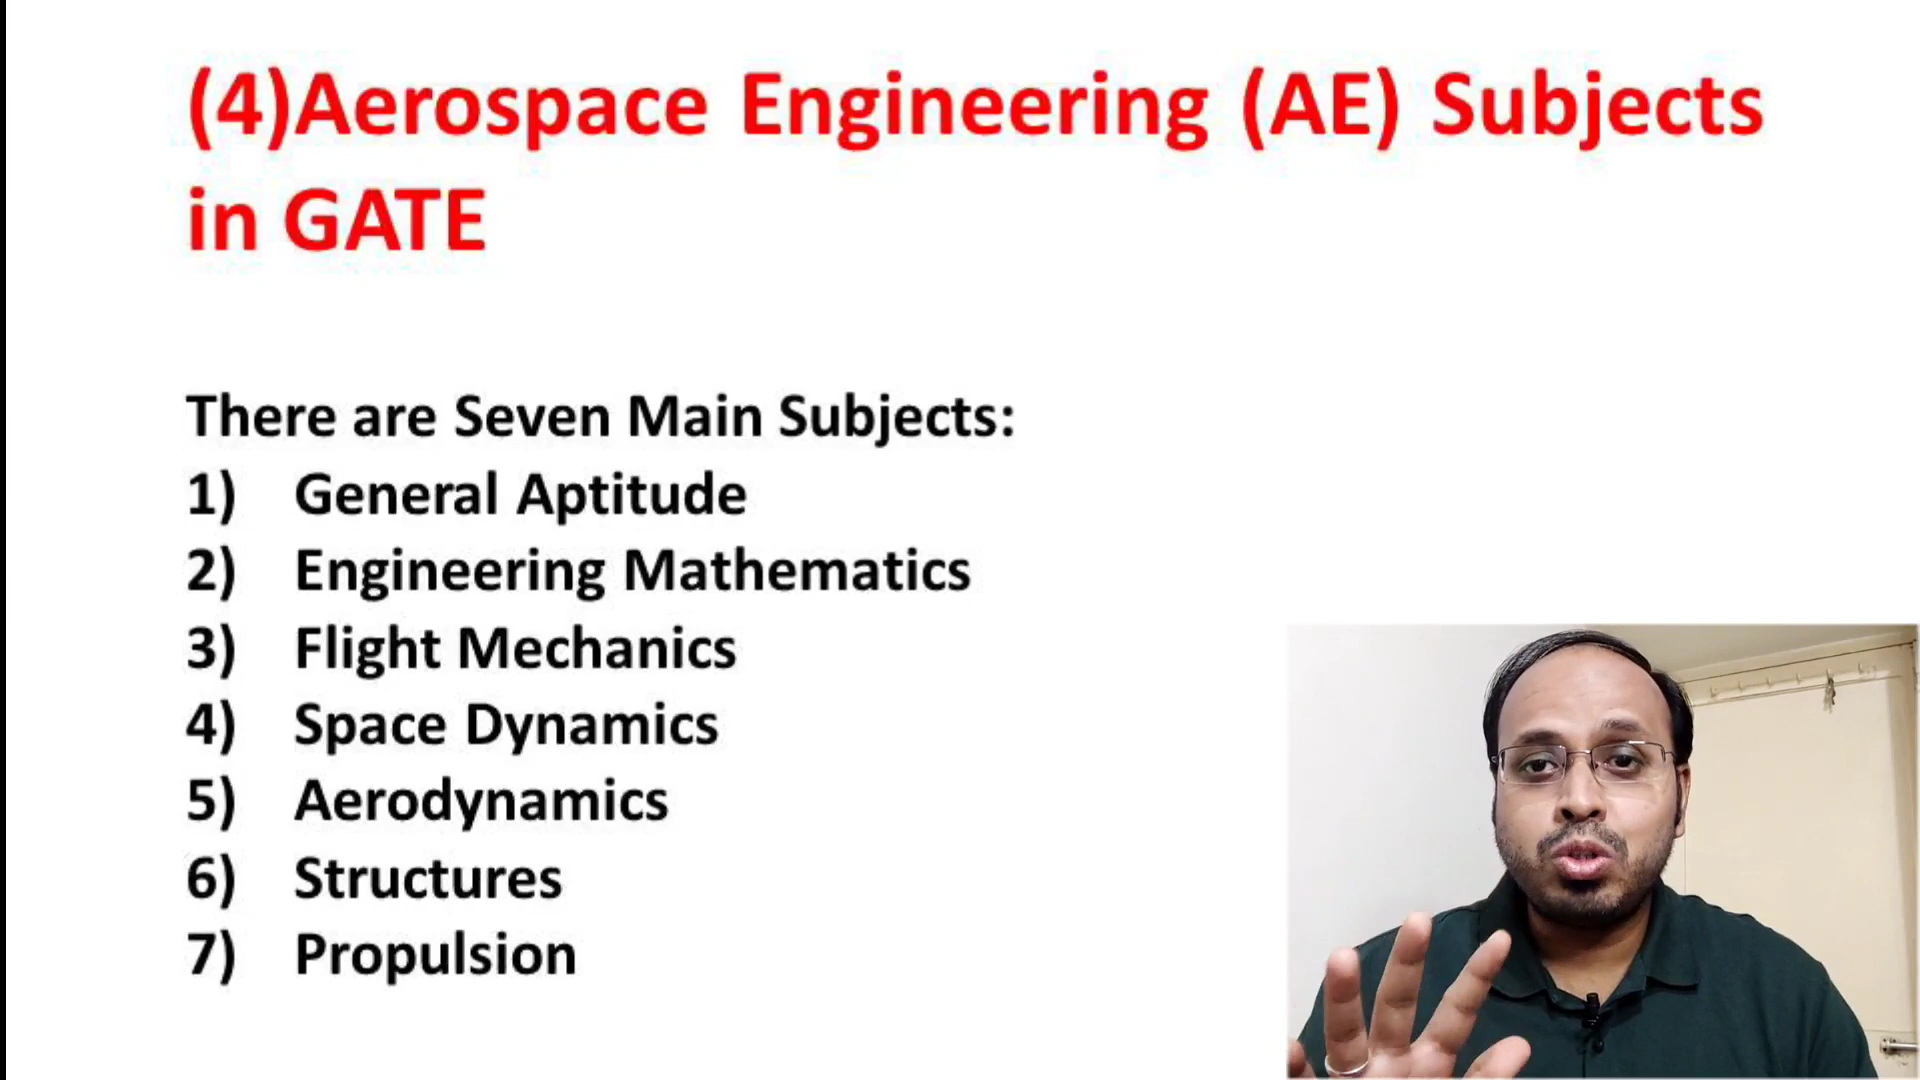 (4)Aerospace Engineering (AE) Subjects
in GATE
There are Seven Main Subjects:
1) General Aptitude
2) Engineering Mathematics
3) Flight Mechanics
4) Space Dynamics
5) Aerodynamics
6) Structures
7) Propulsion